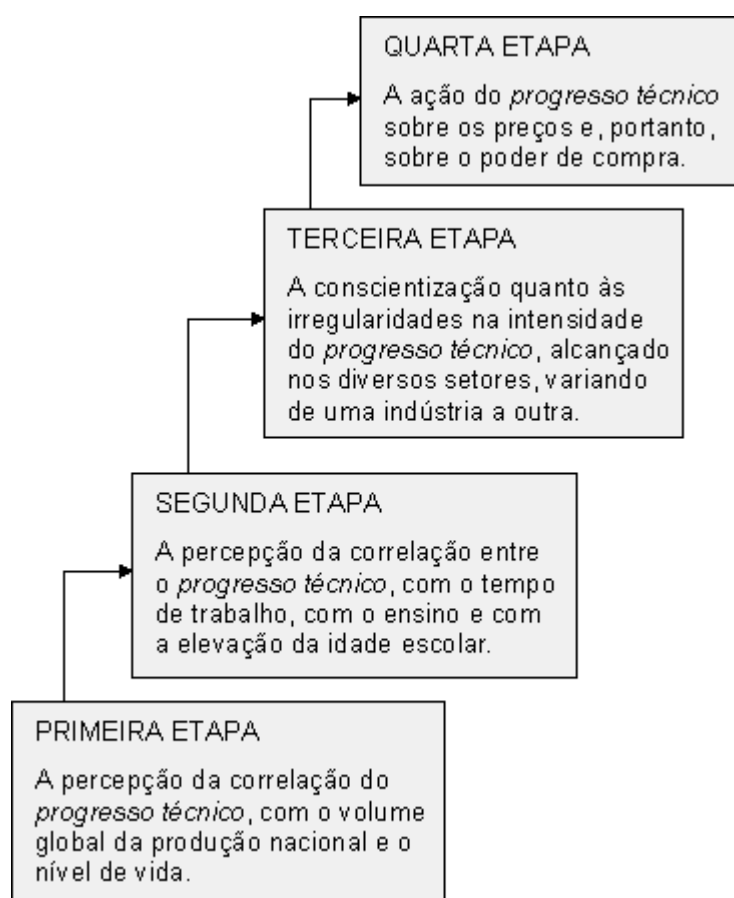 QUARTA ETAPA
A ação do progresso técnico
sobre os preços e, portanto,
sobre o poder de compra.
TERCEIRA ETAPA
A conscientização quanto às
irregularidades na intensidade
do progresso técnico, alcançado
nos diversos setores, variando
de uma indústria a outra.
SEGUNDA ETAPA
A percepção da correlação entre
o progresso técnico, com o tempo
de trabalho, com o ensino e com
a elevação da idade escolar.
PRIMEIRA ETAPA
A percepção da correlação do
progresso técnico, com o volume
global da produção nacional e o
nível de vida.